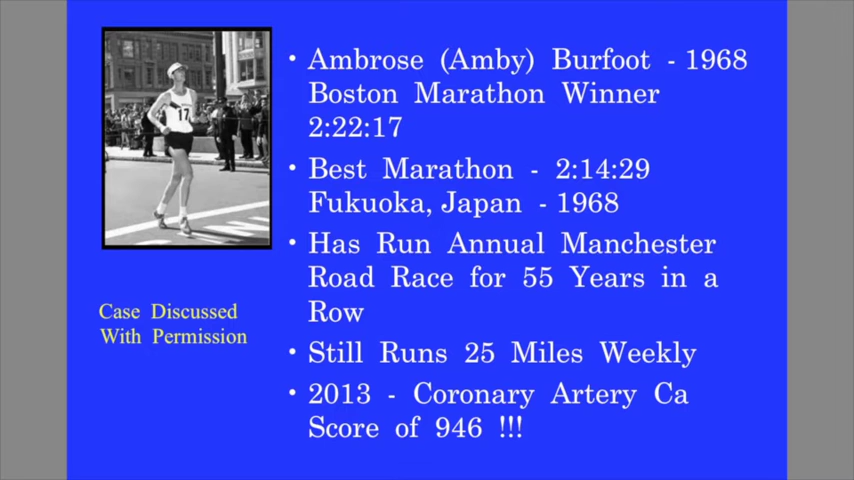 • Ambrose (Amby) Burfoot - 1968
Boston Marathon Winner
2:22:17
• Best Marathon - 2:14:29
Fukuoka, Japan - 1968
• Has Run Annual Manchester
Road Race for 55 Years in a
Row
• Still Runs 25 Miles Weekly
• 2013 - Coronary Artery Ca
Score of 946 !!!
17
Case Discussed
With Permission